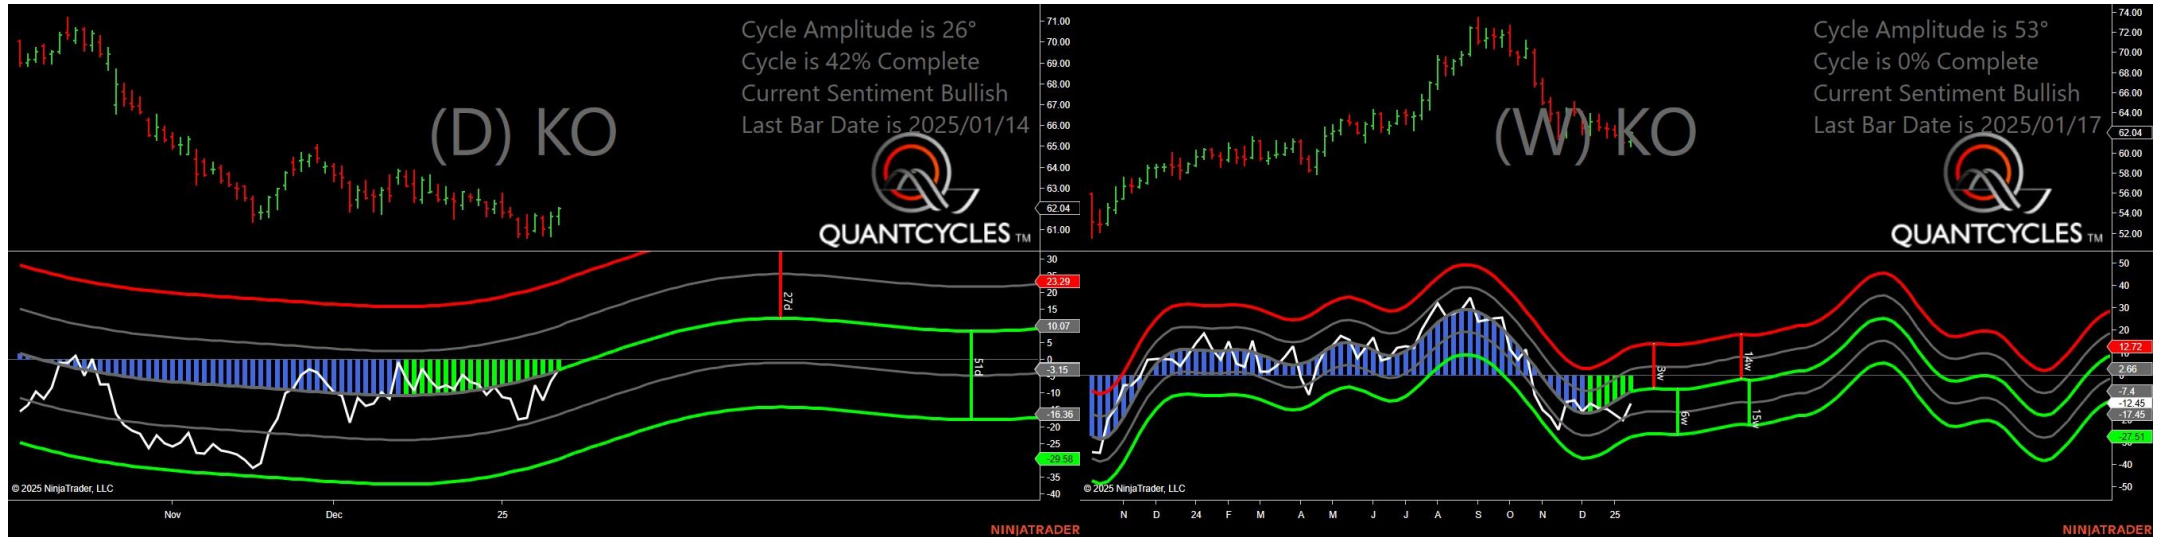 Cycle Amplitude is 26°
Cycle is 42% Complete
Current Sentiment Bullish
Last Bar Date is 2025/01/14
(D) KO
QUANTCYCLES TM
71.00
70.00
69.00
68.00
67.00
66.00
65.00
64.00
63.00
62.04
61.00
30
23.29
20
15
10.07
5
0
-3.15
-5
-10
-16.36
-20
-25
-29.58
-35
-40
27d
51d
© 2025 NinjaTrader, LLC
Nov
Dec
25
NINJATRADER
Cycle Amplitude is 53°
Cycle is 0% Complete
Current Sentiment Bullish
Last Bar Date is 2025/01/17
(W) KO
QUANTCYCLES TM
74.00
72.00
70.00
68.00
66.00
64.00
62.04
60.00
58.00
56.00
54.00
52.00
50
40
30
20
12.72
2.66
-7.4
-12.45
-17.45
-27.51
-40
-50
3w
6w
14w
15w
© 2025 NinjaTrader, LLC
N D 24 F M A M J J A S O N D 25
NINJATRADER